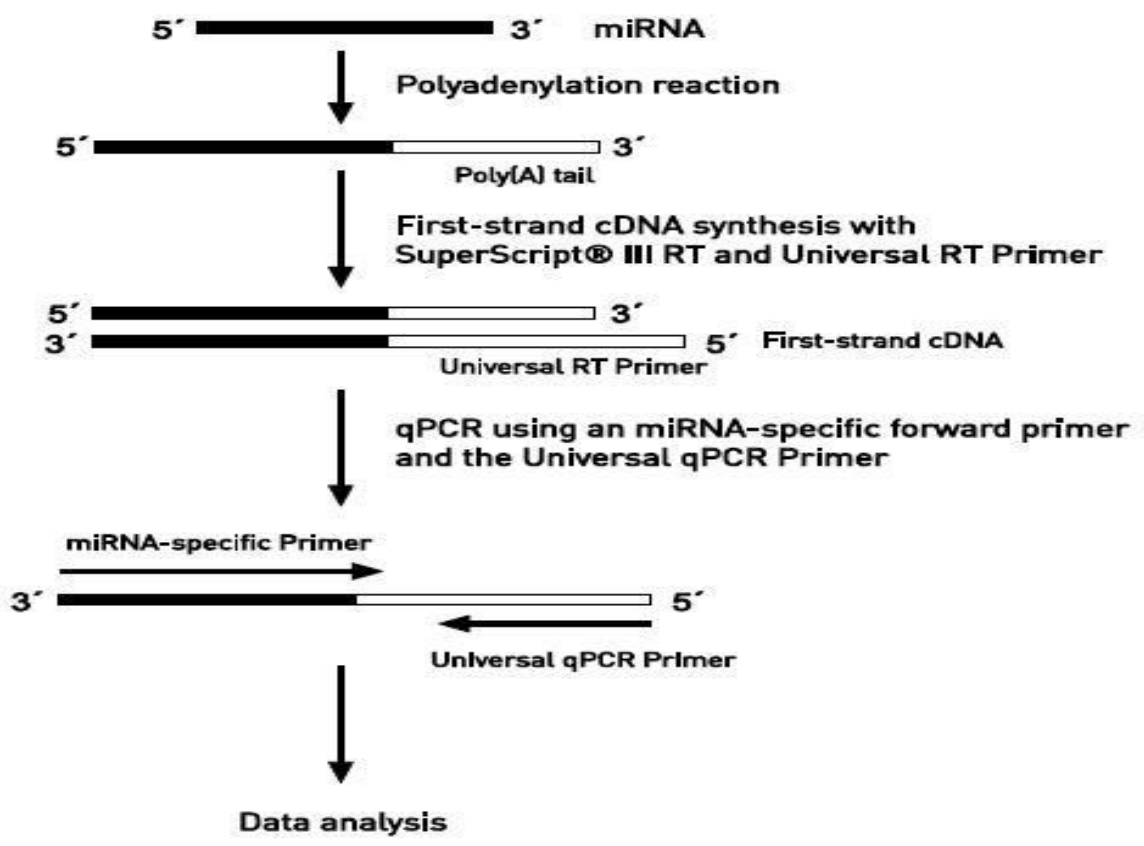 5´ 3´ miRNA
Polyadenylation reaction
5´ 3´
Poly(A) tail
First-strand cDNA synthesis with
SuperScript® III RT and Universal RT Primer
5´ 3´
3´ 5´ First-strand cDNA
Universal RT Primer
qPCR using an miRNA-specific forward primer
and the Universal qPCR Primer
miRNA-specific Primer
3´ 5´
Universal qPCR Primer
Data analysis